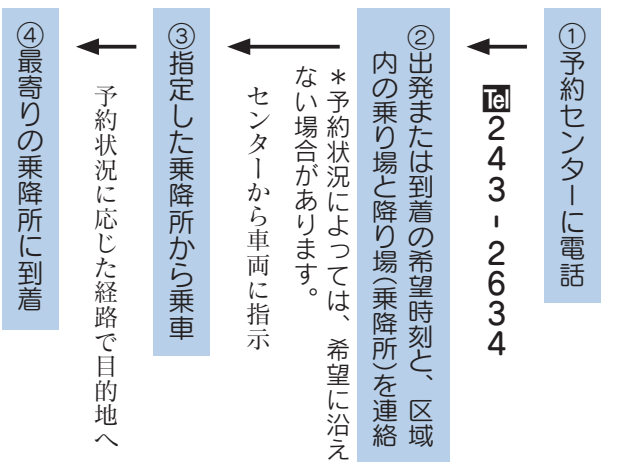 ①予約センターに電話
Tel243-2634
②出発または到着の希望時刻と、区域
内の乗り場と降り場(乗降所)を連絡
＊予約状況によっては、希望に沿え
ない場合があります。
センターから車両に指示
③指定した乗降所から乗車
予約状況に応じた経路で目的地へ
④最寄りの乗降所に到着